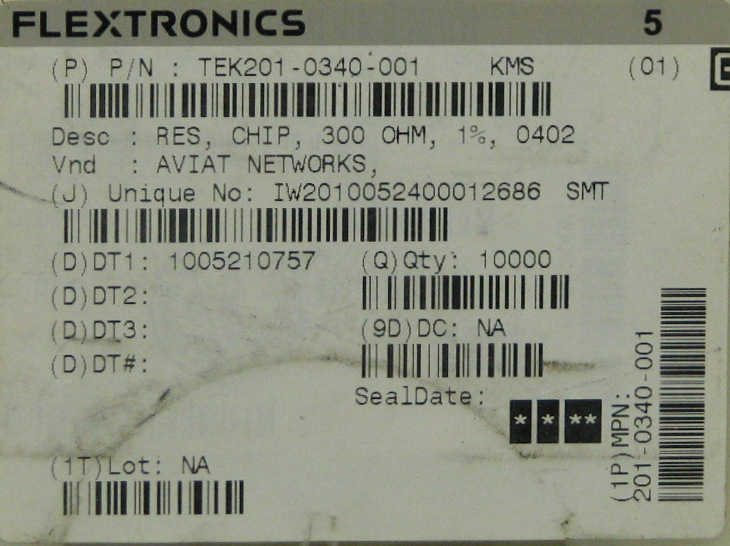 FLEXTRONICS 5
(P) P/N : TEK201-0340-001 KMS (01)
Desc : RES, CHIP, 300 OHM, 1%, 0402
Vnd : AVIAT NETWORKS,
(J) Unique No: IW2010052400012686 SMT
(D)DT1: 1005210757 (Q)Qty: 10000
(D)DT2:
(D)DT3: (9D)DC: NA
(D)DT#:
SealDate:
* * **
(1T)Lot: NA
(1P)MPN:
201-0340-001